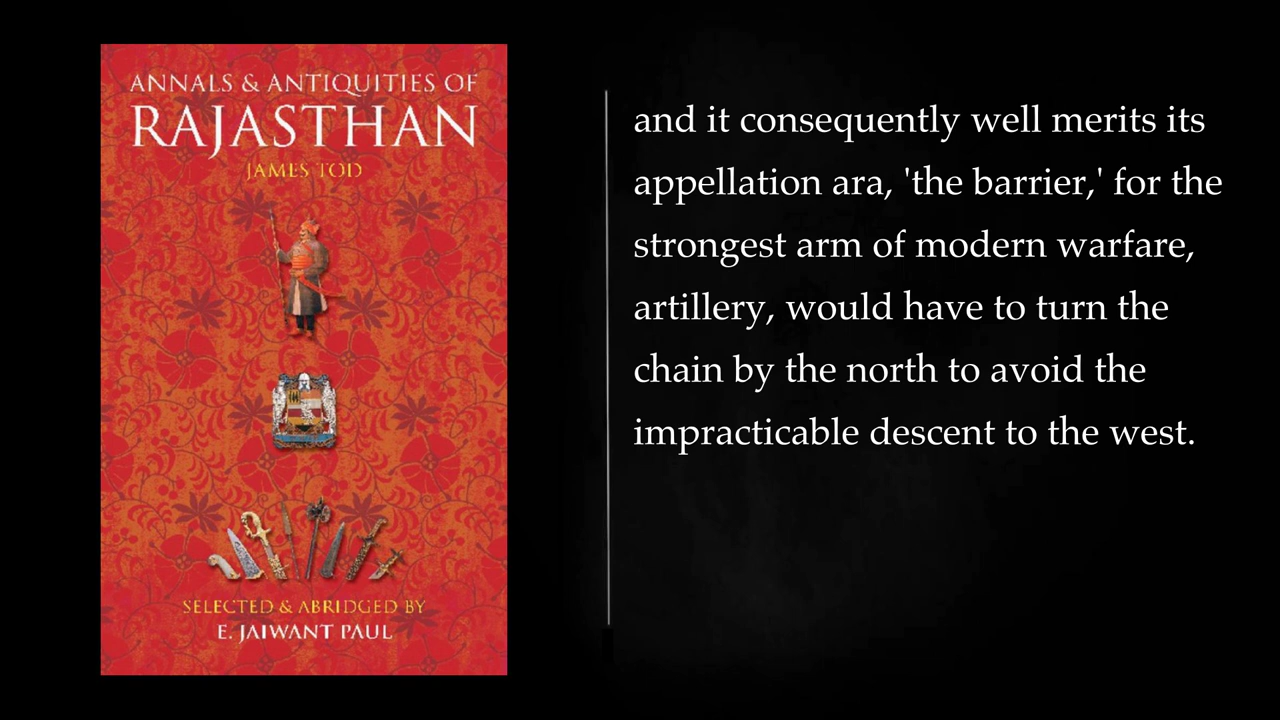 ANNALS & ANTIQUITIES OF
RAJASTHAN
JAMES TOD
SELECTED & ABRIDGED BY
E. JAIWANT PAUL
and it consequently well merits its
appellation ara, 'the barrier,' for the
strongest arm of modern warfare,
artillery, would have to turn the
chain by the north to avoid the
impracticable descent to the west.